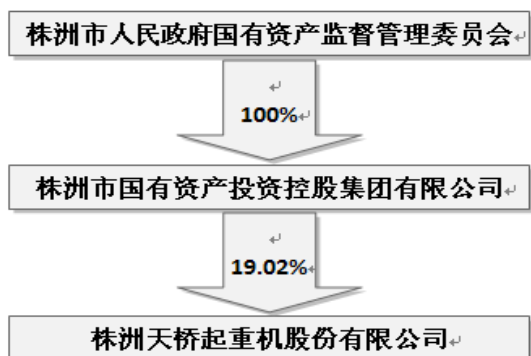 株洲市人民政府国有资产监督管理委员会
100%
株洲市国有资产投资控股集团有限公司
19.02%
株洲天桥起重机股份有限公司